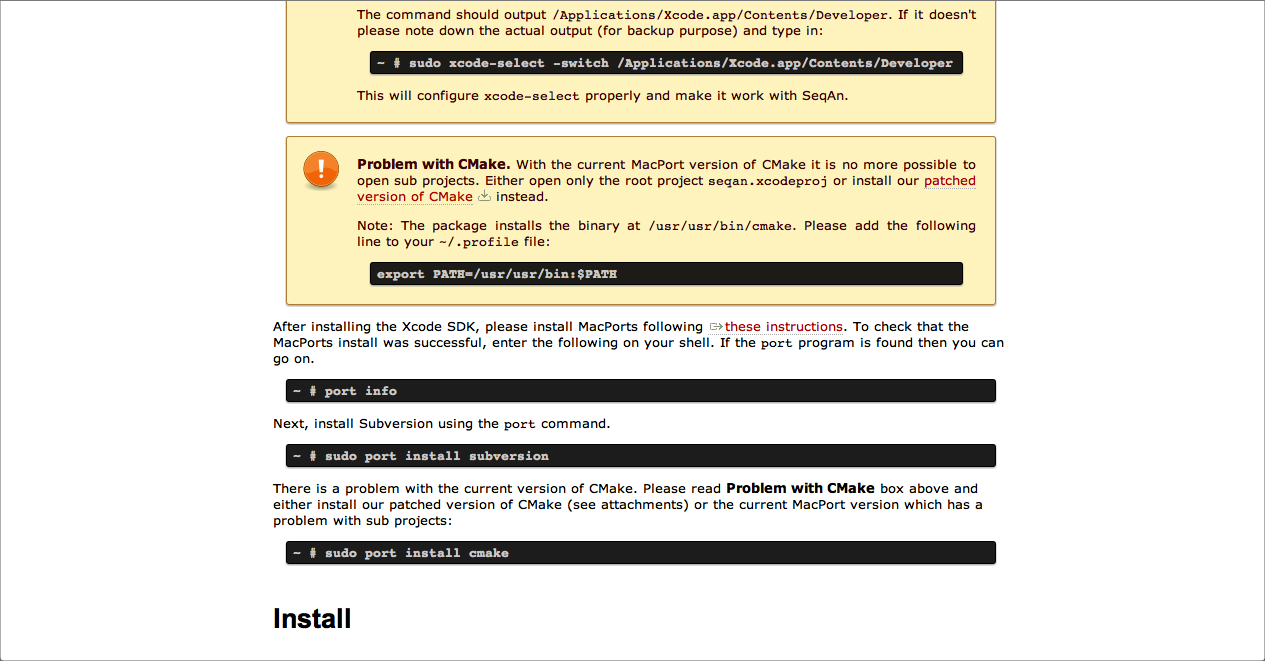 The command should output /Applications/Xcode.app/Contents/Developer. If it doesn't
please note down the actual output (for backup purpose) and type in:
~ # sudo xcode-select -switch /Applications/Xcode.app/Contents/Developer
This will configure xcode-select properly and make it work with SeqAn.
Problem with CMake. With the current MacPort version of CMake it is no more possible to
open sub projects. Either open only the root project seqan.xcodeproj or install our patched
version of CMake instead.
Note: The package installs the binary at /usr/usr/bin/cmake. Please add the following
line to your ~/.profile file:
export PATH=/usr/usr/bin:$PATH
After installing the Xcode SDK, please install MacPorts following these instructions. To check that the
MacPorts install was successful, enter the following on your shell. If the port program is found then you can
go on.
~ # port info
Next, install Subversion using the port command.
~ # sudo port install subversion
There is a problem with the current version of CMake. Please read Problem with CMake box above and
either install our patched version of CMake (see attachments) or the current MacPort version which has a
problem with sub projects:
~ # sudo port install cmake
Install